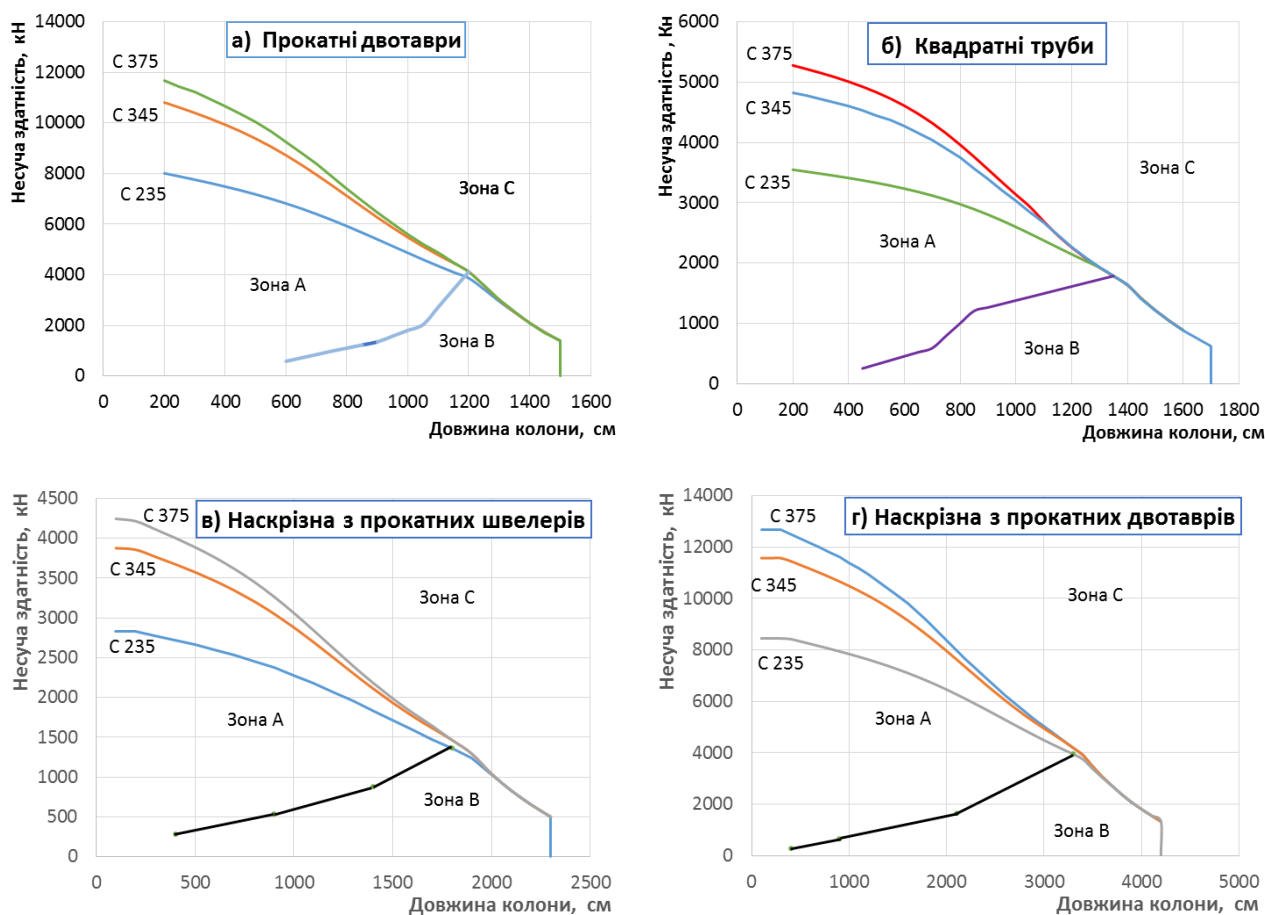 а) Прокатні двотаври
Несуча здатність, кН
14000
12000
10000
8000
6000
4000
2000
0
С 375
С 345
С 235
Зона А
Зона С
Зона В
0 200 400 600 800 1000 1200 1400 1600
Довжина колони, см
б) Квадратні труби
Несуча здатність , Кн
6000
5000
4000
3000
2000
1000
0
С 375
С 345
С 235
Зона С
Зона А
Зона В
0 200 400 600 800 1000 1200 1400 1600 1800
Довжина колони, см
в) Наскрізна з прокатних швелерів
Несуча здатність, кН
4500
4000
3500
3000
2500
2000
1500
1000
500
0
С 375
С 345
С 235
Зона С
Зона А
Зона В
0 500 1000 1500 2000 2500
Довжина колони, см
г) Наскрізна з прокатних двотаврів
Несуча здатність, кН
14000
12000
10000
8000
6000
4000
2000
0
С 375
С 345
С 235
Зона С
Зона А
Зона В
0 1000 2000 3000 4000 5000
Довжина колони, см